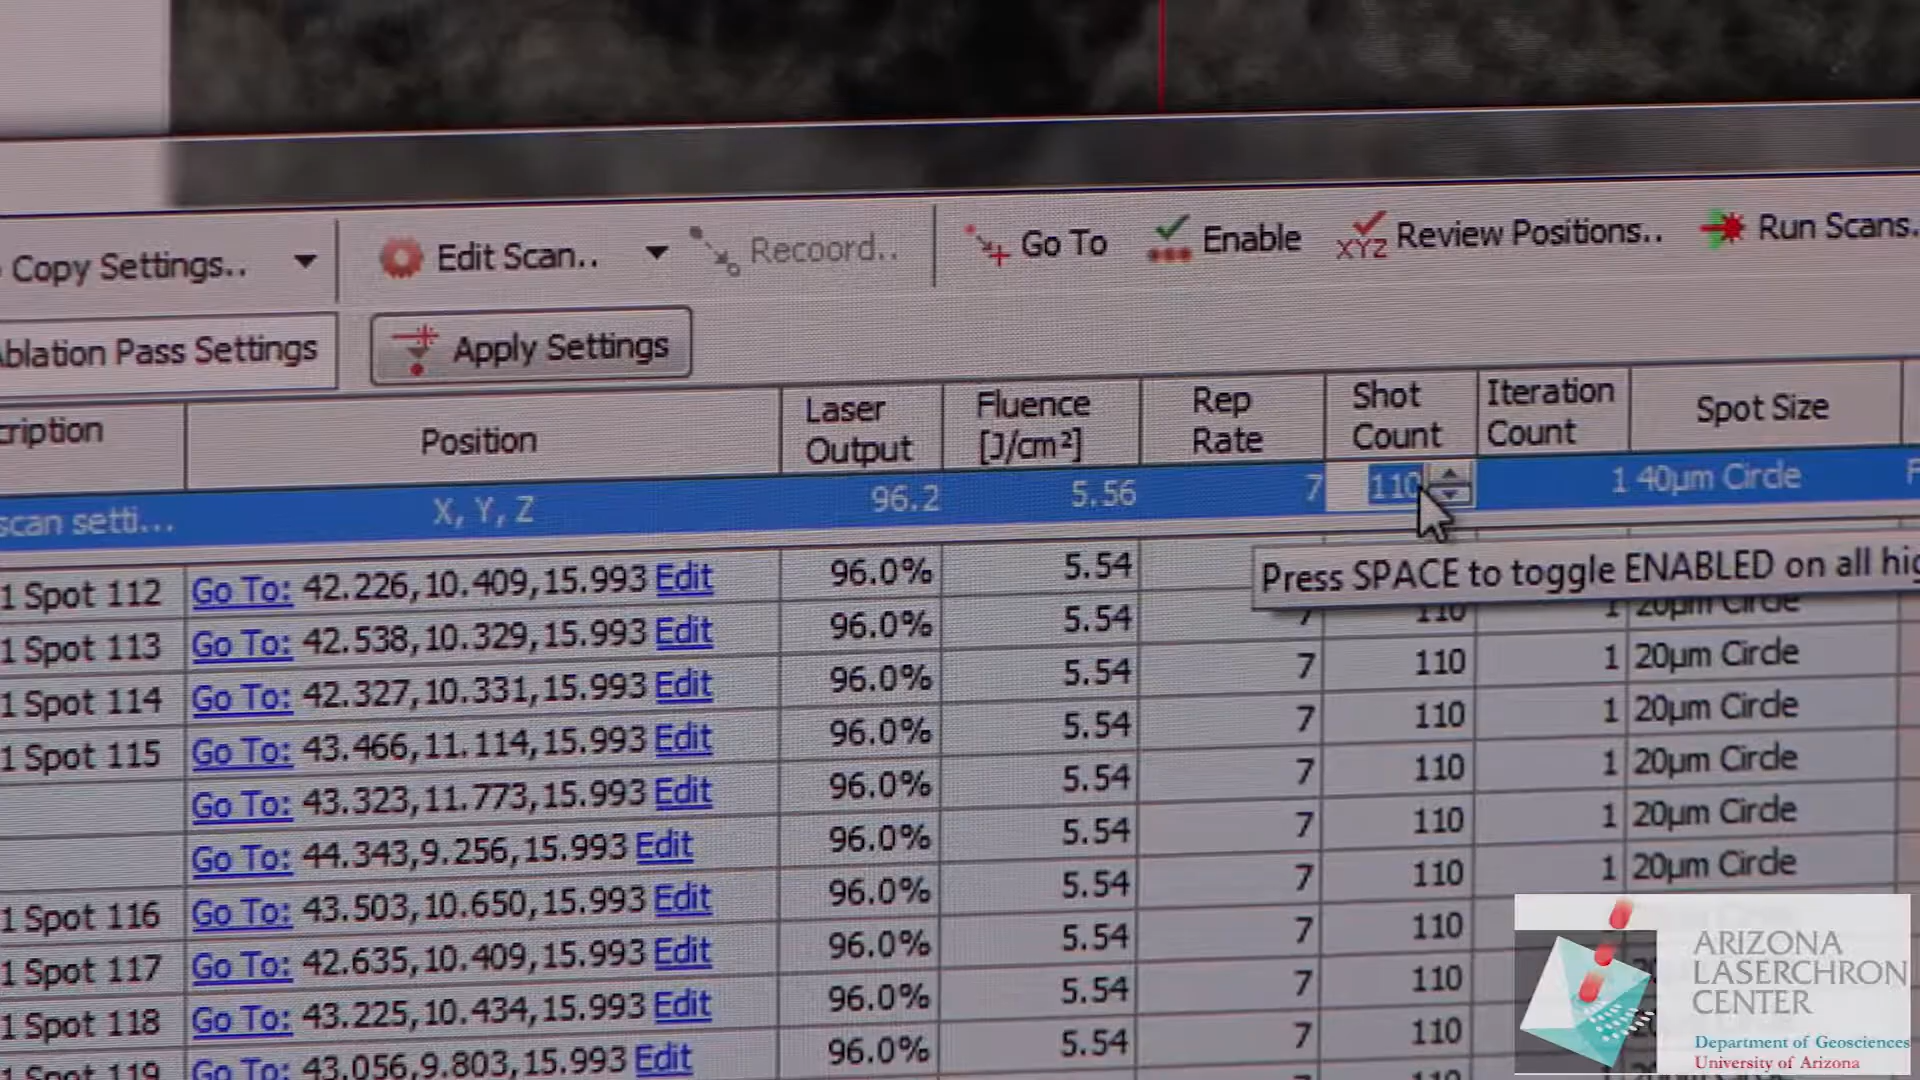 Copy Settings.. Edit Scan.. Recoord.. Go To Enable XYZ Review Positions.. Run Scans.
Ablation Pass Settings Apply Settings
cription Position Laser Output Fluence [J/cm²] Rep Rate Shot Count Iteration Count Spot Size
scan setti... X, Y, Z 96.2 5.56 7 110 1 40µm Circle F
Press SPACE to toggle ENABLED on all hig
1 Spot 112 Go To: 42.226,10.409,15.993 Edit 96.0% 5.54
1 Spot 113 Go To: 42.538,10.329,15.993 Edit 96.0% 5.54 7 110 1 20µm Circle
1 Spot 114 Go To: 42.327,10.331,15.993 Edit 96.0% 5.54 7 110 1 20µm Circle
1 Spot 115 Go To: 43.466,11.114,15.993 Edit 96.0% 5.54 7 110 1 20µm Circle
Go To: 43.323,11.773,15.993 Edit 96.0% 5.54 7 110 1 20µm Circle
Go To: 44.343,9.256,15.993 Edit 96.0% 5.54 7 110 1 20µm Circle
1 Spot 116 Go To: 43.503,10.650,15.993 Edit 96.0% 5.54 7 110 1 20µm Circle
1 Spot 117 Go To: 42.635,10.409,15.993 Edit 96.0% 5.54 7 110
1 Spot 118 Go To: 43.225,10.434,15.993 Edit 96.0% 5.54 7 110
1 Spot 119 Go To: 43.056,9.803,15.993 Edit 96.0% 5.54 7 110
110
ARIZONA
LASERCHRON
CENTER
Department of Geosciences
University of Arizona